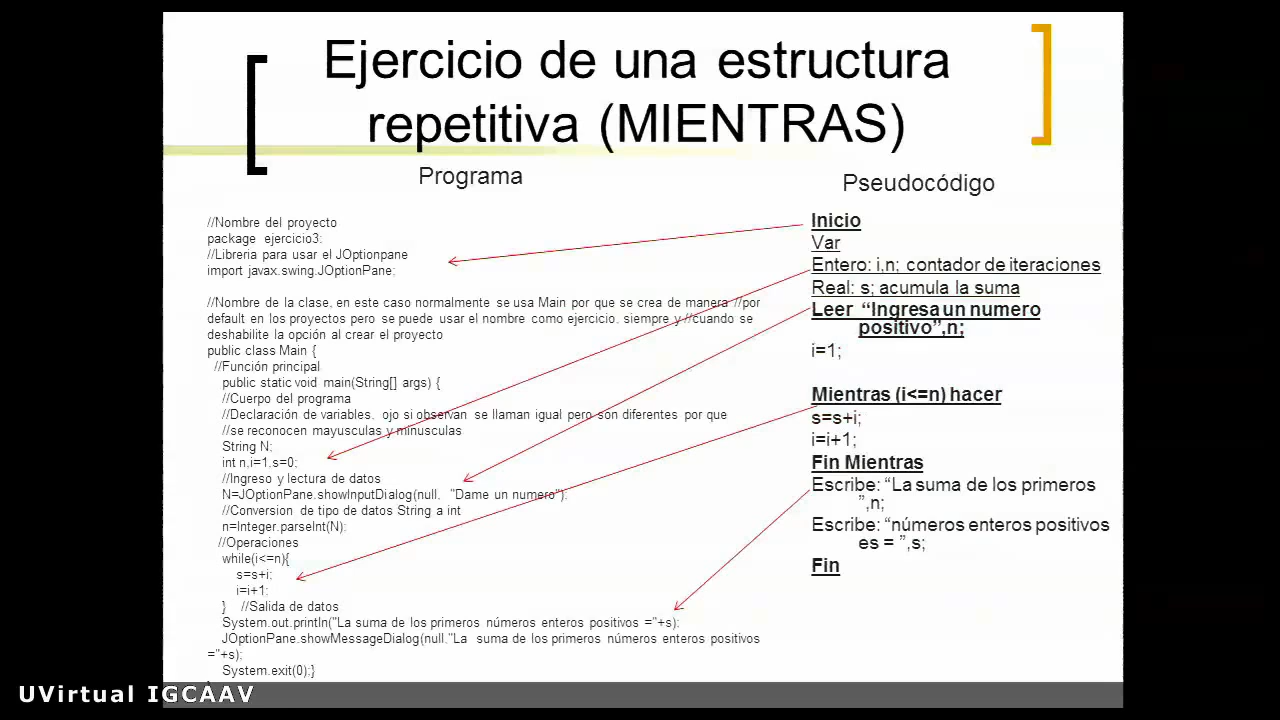 Ejercicio de una estructura
repetitiva (MIENTRAS)
Programa
//Nombre del proyecto
package ejercicio3;
//Libreria para usar el JOptionpane
import javax.swing.JOptionPane;
//Nombre de la clase, en este caso normalmente se usa Main por que se crea de manera //por
default en los proyectos pero se puede usar el nombre como ejercicio, siempre y //cuando se
deshabilite la opción al crear el proyecto
public class Main {
//Función principal
public static void main(String[] args) {
//Cuerpo del programa
//Declaración de variables, ojo si observan se llaman igual pero son diferentes por que
//se reconocen mayusculas y minusculas
String N;
int n,i=1,s=0;
//Ingreso y lectura de datos
N=JOptionPane.showInputDialog(null, "Dame un numero");
//Conversion de tipo de datos String a int
n=Integer.parseInt(N);
//Operaciones
while(i<=n){
s=s+i;
i=i+1;
} //Salida de datos
System.out.println("La suma de los primeros números enteros positivos ="+s);
JOptionPane.showMessageDialog(null,"La suma de los primeros números enteros positivos
="+s);
System.exit(0);}
Pseudocódigo
Inicio
Var
Entero: i,n; contador de iteraciones
Real: s; acumula la suma
Leer “Ingresa un numero
positivo”,n;
i=1;
Mientras (i<=n) hacer
s=s+i;
i=i+1;
Fin Mientras
Escribe: “La suma de los primeros
”,n;
Escribe: “números enteros positivos
es = ”,s;
Fin
UVirtual IGCAAV